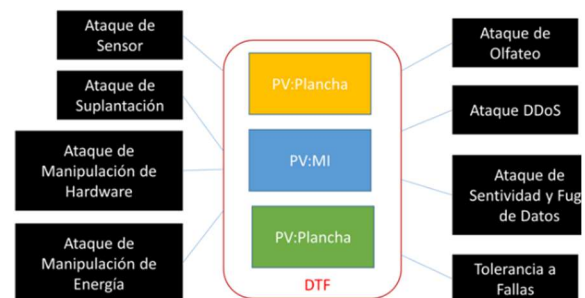 Ataque de
Sensor
Ataque de
Suplantación
Ataque de
Manipulación de
Hardware
Ataque de
Manipulación de
Energía
PV:Plancha
PV:MI
PV:Plancha
DTF
Ataque de
Olfateo
Ataque DDoS
Ataque de
Sentividad y Fug
de Datos
Tolerancia a
Fallas